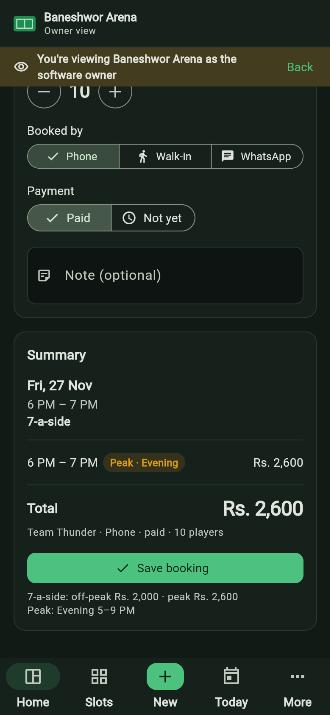 Baneshwor Arena
Owner view
You're viewing Baneshwor Arena as the
software owner
Back
10
Booked by
Phone
Walk-In
WhatsApp
Payment
Paid
Not yet
Note (optional)
Summary
Fri, 27 Nov
6 PM – 7 PM
7-a-side
6 PM – 7 PM Peak · Evening Rs. 2,600
Total Rs. 2,600
Team Thunder · Phone · paid · 10 players
Save booking
7-a-side: off-peak Rs. 2,000 · peak Rs. 2,600
Peak: Evening 5–9 PM
Home Slots New Today More